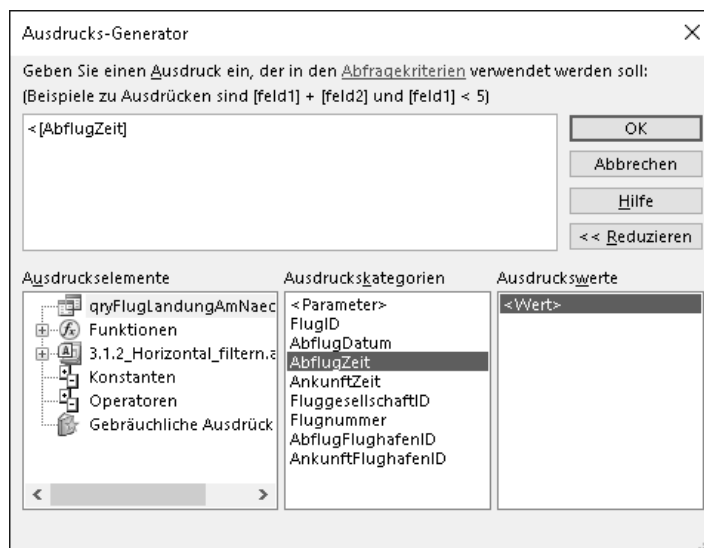 Ausdrucks-Generator
Geben Sie einen Ausdruck ein, der in den Abfragekriterien verwendet werden soll:
(Beispiele zu Ausdrücken sind [feld1] + [feld2] und [feld1] < 5)
<[AbflugZeit]
OK
Abbrechen
Hilfe
<< Reduzieren
Ausdruckselemente
qryFlugLandungAmNaec
Funktionen
3.1.2_Horizontal_filtern.a
Konstanten
Operatoren
Gebräuchliche Ausdrück
Ausdruckskategorien
<Parameter>
FlugID
AbflugDatum
AbflugZeit
AnkunftZeit
FluggesellschaftID
Flugnummer
AbflugFlughafenID
AnkunftFlughafenID
Ausdruckswerte
<Wert>